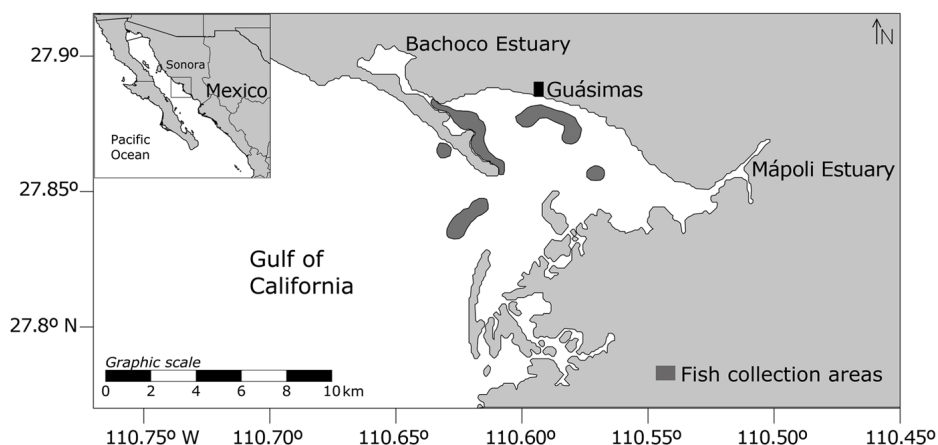 Bachoco Estuary
N
27.90º
Sonora
Mexico
Guásimas
Pacific
Ocean
Mápoli Estuary
27.85º
Gulf of
California
27.8º N
Graphic scale
0 2 4 6 8 10 km
Fish collection areas
110.75º W 110.70º 110.65º 110.60º 110.55º 110.50º 110.45º